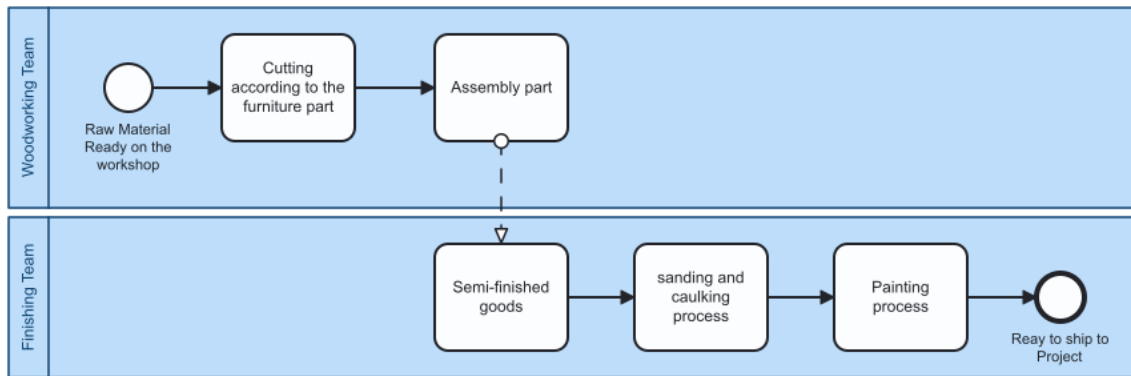 Woodworking Team
Raw Material
Ready on the
workshop
Cutting
according to the
furniture part
Assembly part
Finishing Team
Semi-finished
goods
sanding and
caulking
process
Painting
process
Reay to ship to
Project